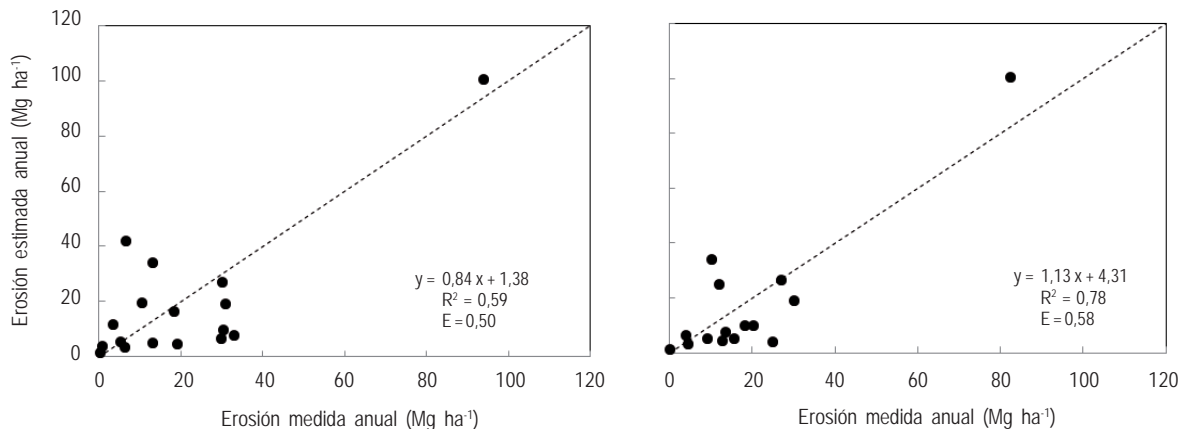 120
100
80
60
40
20
0
Erosión estimada anual (Mg ha-1)
0 20 40 60 80 100 120
Erosión medida anual (Mg ha-1)
y = 0,84 x + 1,38
R2 = 0,59
E = 0,50
0 20 40 60 80 100 120
Erosión medida anual (Mg ha-1)
y = 1,13 x + 4,31
R2 = 0,78
E = 0,58